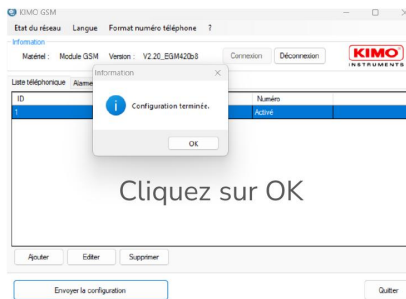 KIMO GSM
Etat du réseau Langue Format numéro téléphone ?
Information
Matériel : Module GSM Version : V2.20_EGM420b8 Connexion Déconnexion
KIMO
INSTRUMENTS
Liste téléphonique Alarme
Information
ID Numéro
1 Activé
Configuration terminée.
OK
Cliquez sur OK
Ajouter Editer Supprimer
Envoyer la configuration Quitter